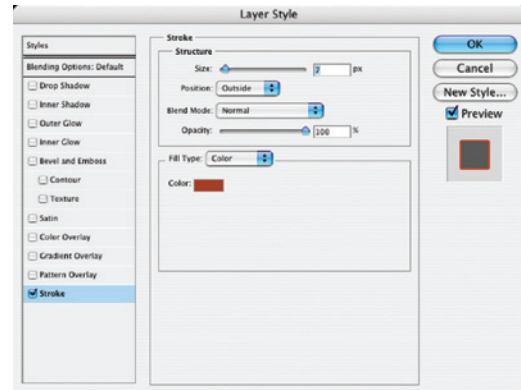 Layer Style
Styles
Blending Options: Default
Drop Shadow
Inner Shadow
Outer Glow
Inner Glow
Bevel and Emboss
Contour
Texture
Satin
Color Overlay
Gradient Overlay
Pattern Overlay
Stroke
Stroke
Structure
Size: px
Position: Outside
Blend Mode: Normal
Opacity: 100 %
Fill Type: Color
Color:
OK
Cancel
New Style...
Preview